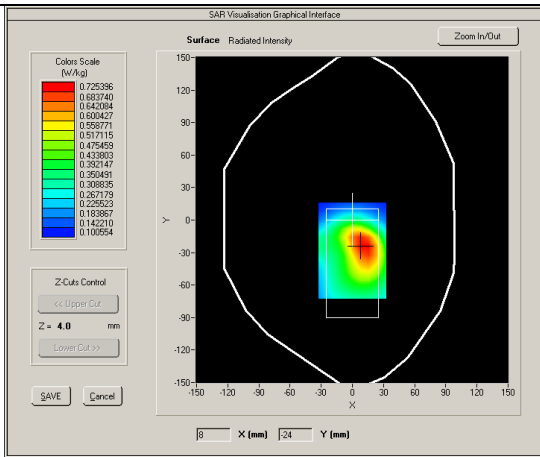 SAR Visualisation Graphical Interface
Surface Radiated Intensity
Zoom In/Out
Colors Scale
(W/kg)
0.725396
0.683740
0.642084
0.600427
0.558771
0.517115
0.475459
0.433803
0.392147
0.350491
0.308835
0.267179
0.225523
0.183867
0.142210
0.100554
Z-Cuts Control
<< Upper Cut
Z = 4.0 mm
Lower Cut >>
SAVE Cancel
150
120
90
60
30
0
-30
-60
-90
-120
-150
Y
-150 -120 -90 -60 -30 0 30 60 90 120 150
X
8 X (mm) -24 Y (mm)